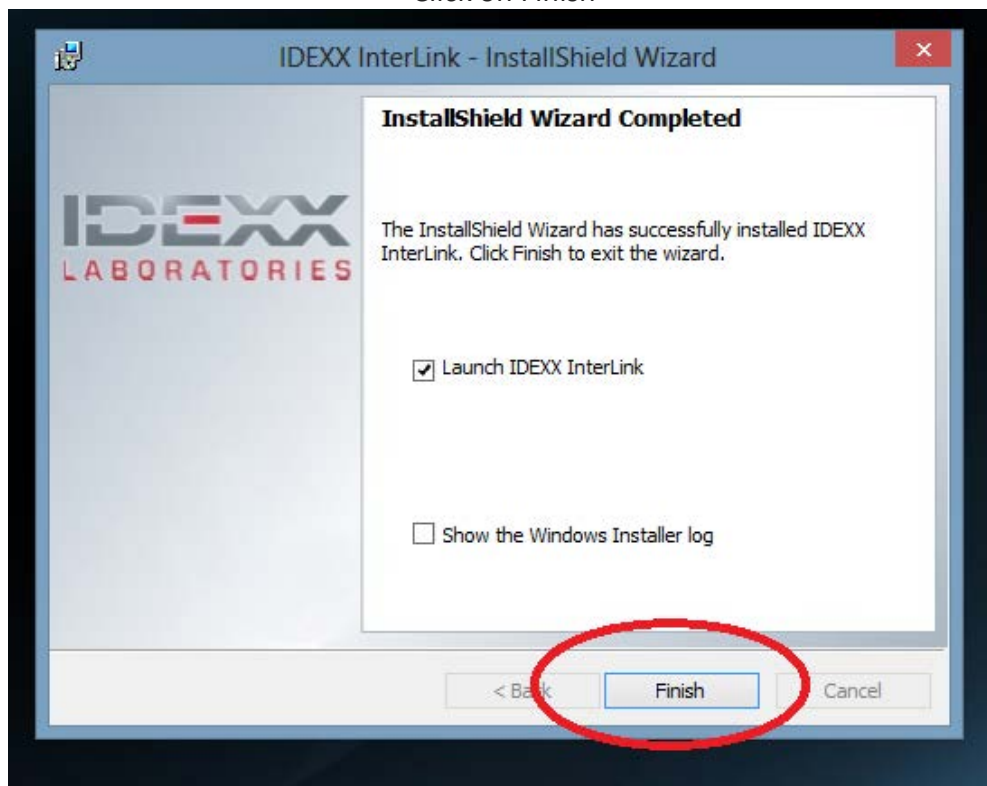 IDEXX InterLink - InstallShield Wizard
InstallShield Wizard Completed
IDEXX
LABORATORIES
The InstallShield Wizard has successfully installed IDEXX
InterLink. Click Finish to exit the wizard.
Launch IDEXX InterLink
Show the Windows Installer log
< Back
Finish
Cancel